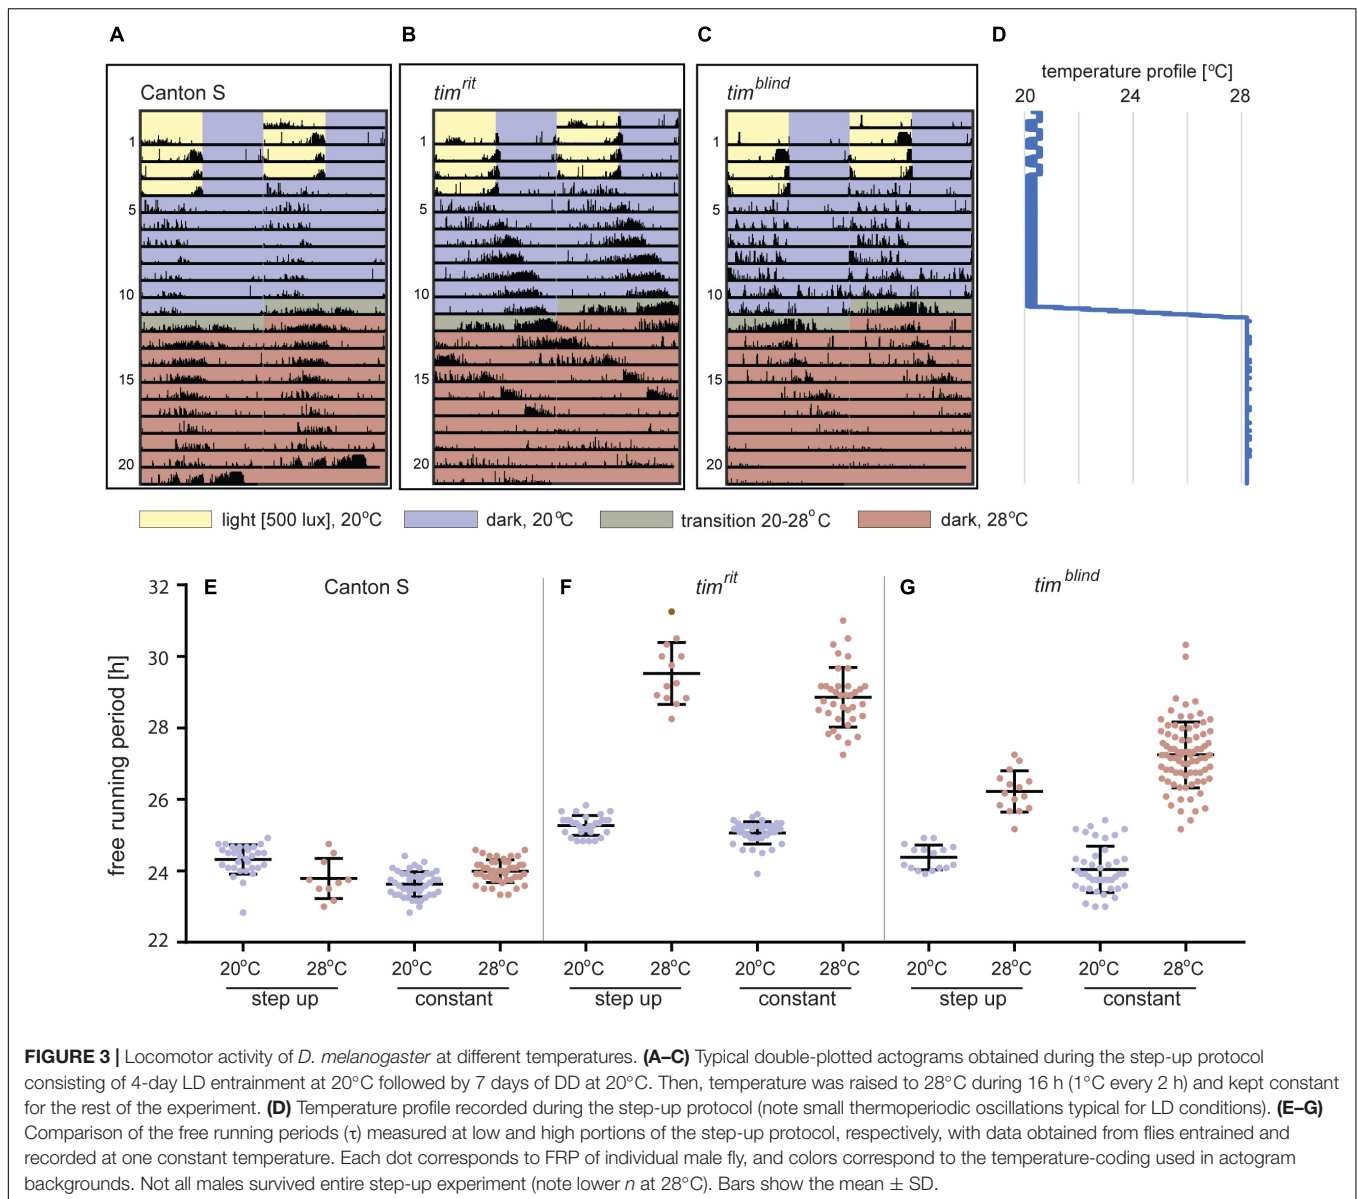 A B C D
Canton S
tim^rit
tim^blind
temperature profile [°C]
20 24 28
1 1 1
5 5 5
10 10 10
15 15 15
20 20 20
light [500 lux], 20°C
dark, 20°C
transition 20-28°C
dark, 28°C
E Canton S
F tim^rit
G tim^blind
free running period [h]
32
30
28
26
24
22
20°C 28°C 20°C 28°C 20°C 28°C 20°C 28°C 20°C 28°C 20°C 28°C
step up constant step up constant step up constant
FIGURE 3 | Locomotor activity of D. melanogaster at different temperatures. (A–C) Typical double-plotted actograms obtained during the step-up protocol
consisting of 4-day LD entrainment at 20°C followed by 7 days of DD at 20°C. Then, temperature was raised to 28°C during 16 h (1°C every 2 h) and kept constant
for the rest of the experiment. (D) Temperature profile recorded during the step-up protocol (note small thermoperiodic oscillations typical for LD conditions). (E–G)
Comparison of the free running periods (τ) measured at low and high portions of the step-up protocol, respectively, with data obtained from flies entrained and
recorded at one constant temperature. Each dot corresponds to FRP of individual male fly, and colors correspond to the temperature-coding used in actogram
backgrounds. Not all males survived entire step-up experiment (note lower n at 28°C). Bars show the mean ± SD.